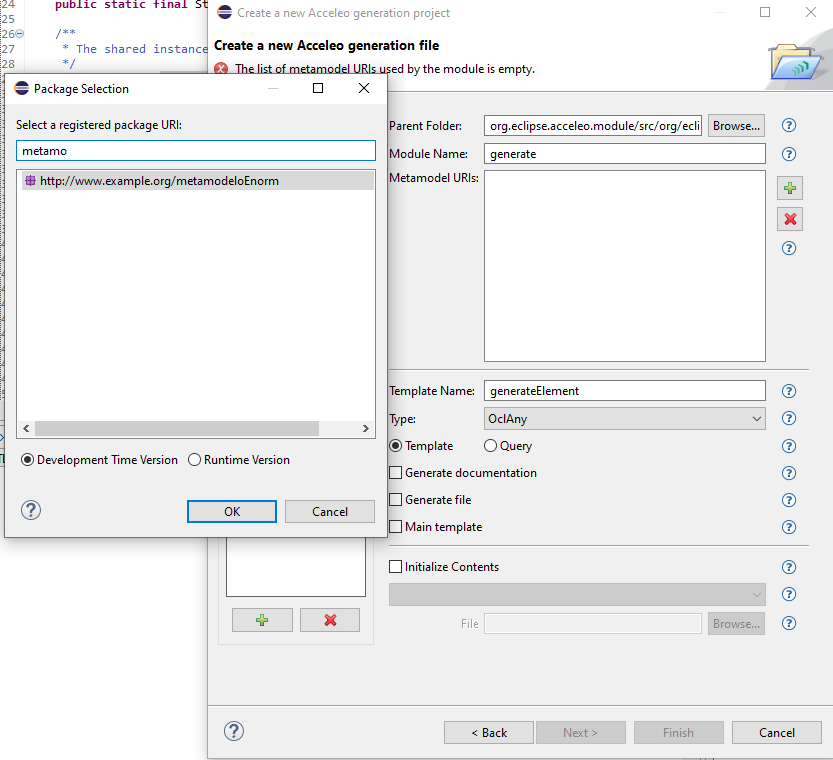 24 public static final St
25
26 /**
27 * The shared instance
28 */
Create a new Acceleo generation project
Create a new Acceleo generation file
The list of metamodel URIs used by the module is empty.
Package Selection
Select a registered package URI:
metamo
http://www.example.org/metamodeloEnorm
Development Time Version
Runtime Version
OK
Cancel
Parent Folder:
org.eclipse.acceleo.module/src/org/ecli
Browse...
Module Name:
generate
Metamodel URIs:
Template Name:
generateElement
Type:
OclAny
Template
Query
Generate documentation
Generate file
Main template
Initialize Contents
File
Browse...
< Back
Next >
Finish
Cancel